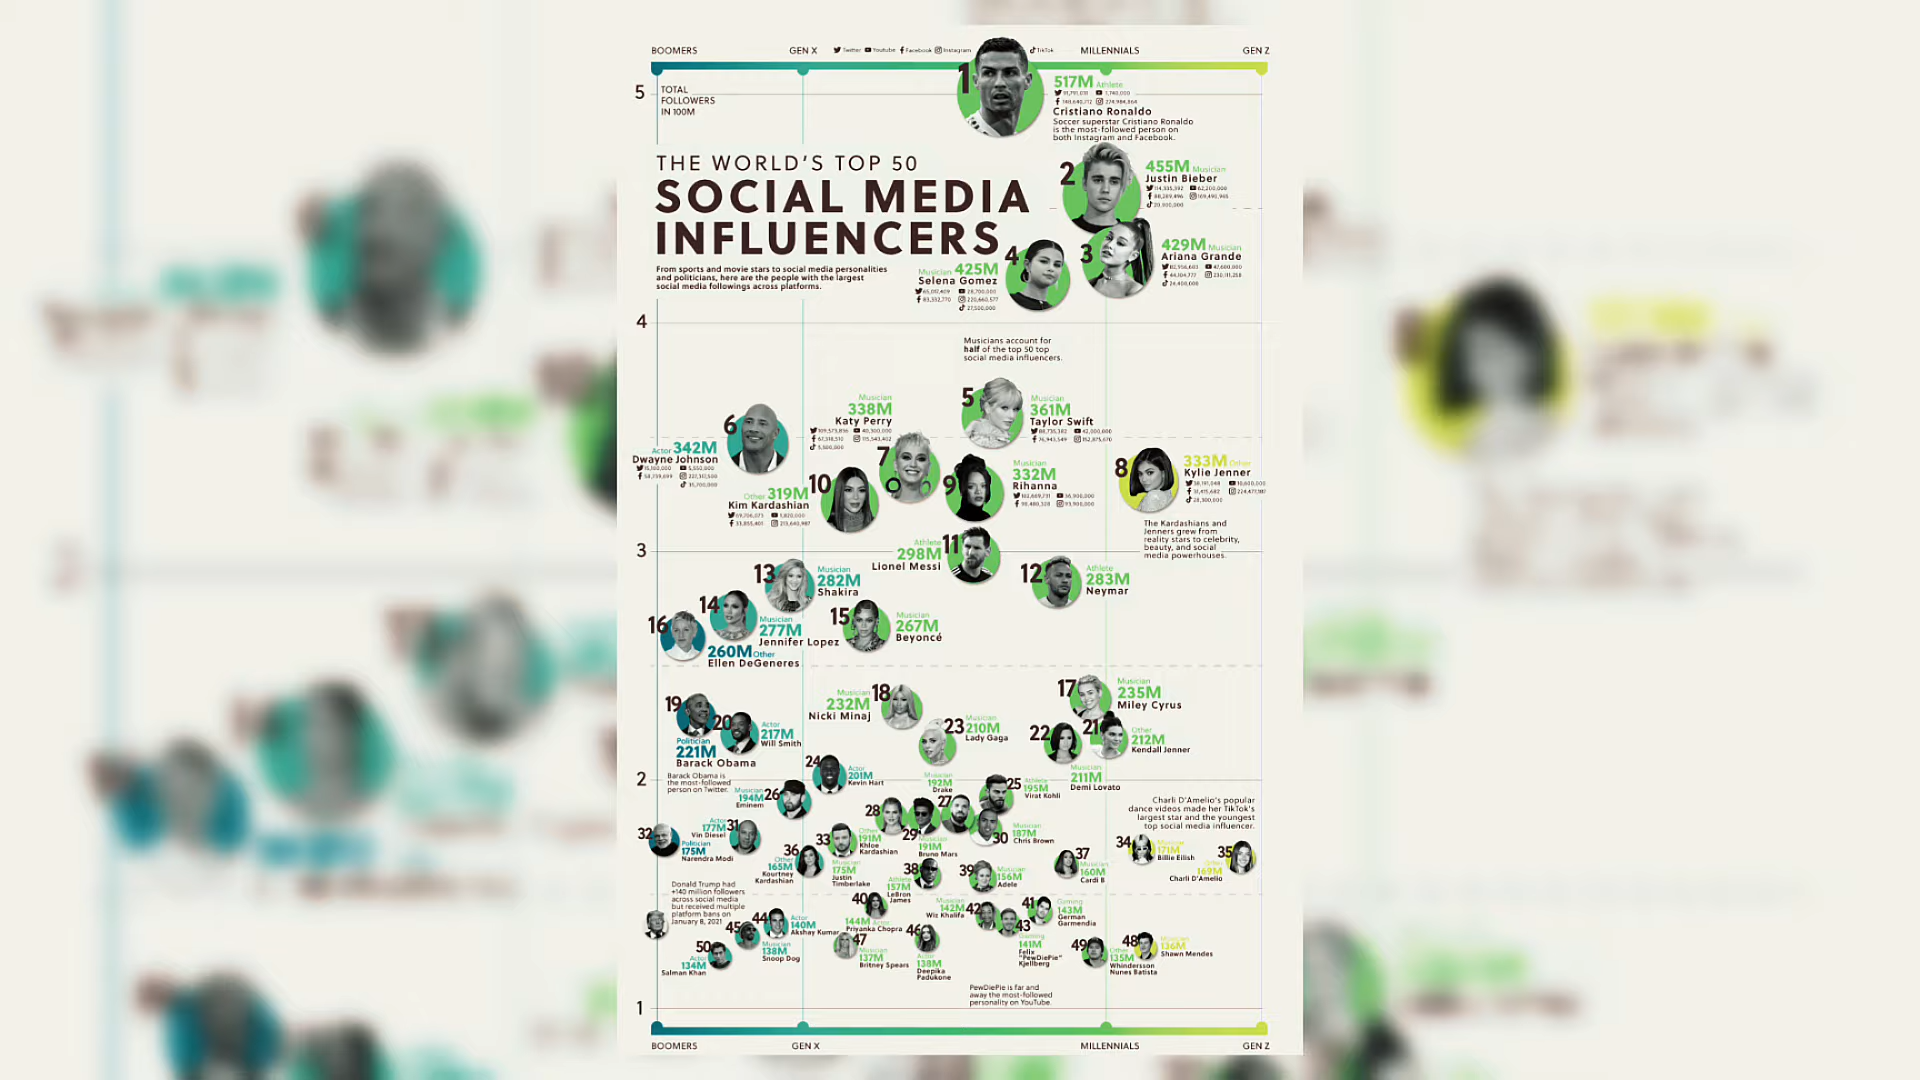 BOOMERS
GEN X
Twitter Youtube Facebook Instagram
TikTok
MILLENNIALS
GEN Z
5
TOTAL
FOLLOWERS
IN 100M
1
517M Athlete
Cristiano Ronaldo
Soccer superstar Cristiano Ronaldo
is the most-followed person on
both Instagram and Facebook.
THE WORLD'S TOP 50
SOCIAL MEDIA
INFLUENCERS
From sports and movie stars to social media personalities
and politicians, here are the people with the largest
social media followings across platforms.
2
455M Musician
Justin Bieber
3
429M Musician
Ariana Grande
4
Musician 425M
Selena Gomez
4
Musicians account for
half of the top 50 top
social media influencers.
5
361M
Musician
Taylor Swift
6
Actor 342M
Dwayne Johnson
Musician
338M
Katy Perry
7
8
333M Other
Kylie Jenner
The Kardashians and
Jenners grew from
reality stars to celebrity,
beauty, and social
media powerhouses.
9
Musician
332M
Rihanna
10
Other 319M
Kim Kardashian
3
Athlete
298M
11
Lionel Messi
12
Athlete
283M
Neymar
13
Musician
282M
Shakira
14
Musician
277M
Jennifer Lopez
15
Musician
267M
Beyoncé
16
260M Other
Ellen DeGeneres
17
Musician
235M
Miley Cyrus
Musician
232M
18
Nicki Minaj
19
Politician
221M
Barack Obama
Barack Obama is
the most-followed
person on Twitter.
20
Actor
217M
Will Smith
21
Other
212M
Kendall Jenner
22
Musician
211M
Demi Lovato
23
Musician
210M
Lady Gaga
2
24
Actor
201M
Kevin Hart
25
Athlete
195M
Virat Kohli
Musician
194M
26
Eminem
Musician
192M
Drake
27
28
Other
191M
Khloe
Kardashian
29
Musician
191M
Bruno Mars
30
Musician
187M
Chris Brown
Actor
177M
31
Vin Diesel
32
Politician
175M
Narendra Modi
33
Musician
175M
Justin
Timberlake
Charli D'Amelio's popular
dance videos made her TikTok's
largest star and the youngest
top social media influencer.
34
171M
Billie Eilish
35
169M
Charli D'Amelio
36
Other
165M
Kourtney
Kardashian
37
Musician
160M
Cardi B
38
Athlete
157M
LeBron
James
39
Musician
156M
Adele
Donald Trump had
+140 million followers
across social media
but received multiple
platform bans on
January 8, 2021
40
144M Actor
Priyanka Chopra
41
Gaming
143M
German
Garmendia
Musician
142M
42
Wiz Khalifa
43
Gaming
141M
Felix
"PewDiePie"
Kjellberg
44
Actor
140M
Akshay Kumar
45
Musician
138M
Snoop Dog
46
Actor
138M
Deepika
Padukone
47
Musician
137M
Britney Spears
48
136M
Shawn Mendes
49
Other
135M
Whindersson
Nunes Batista
50
Actor
134M
Salman Khan
PewDiePie is far and
away the most-followed
personality on YouTube.
1
BOOMERS
GEN X
MILLENNIALS
GEN Z